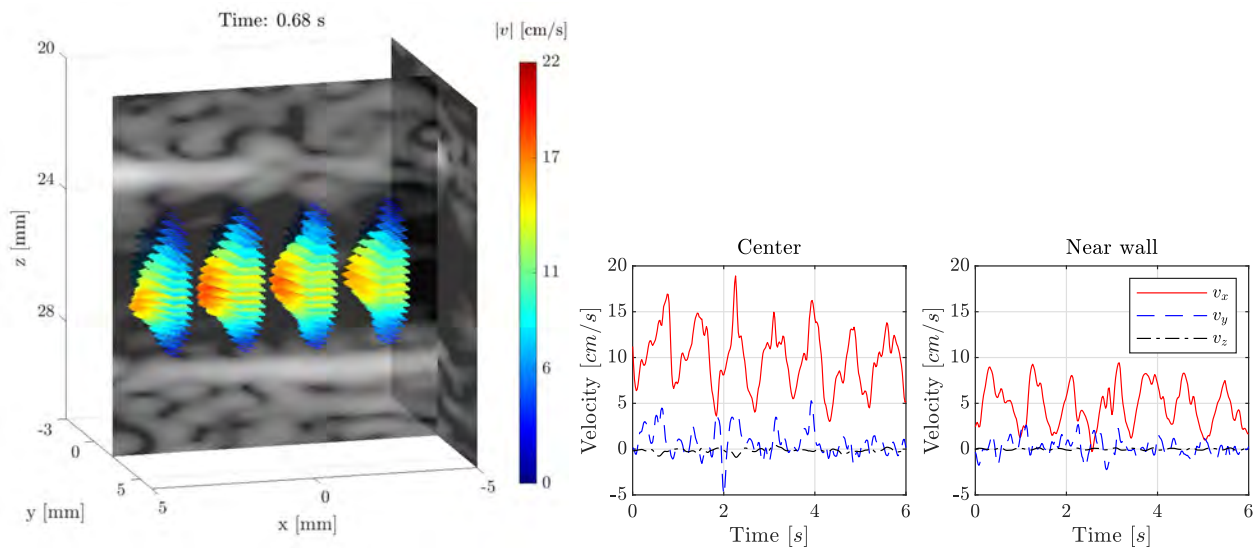 Time: 0.68 s
|v| [cm/s]
20
24
28
-3
0
5
z [mm]
y [mm]
5
0
-5
x [mm]
22
17
11
6
0
Center
20
15
10
5
0
-5
Velocity [cm/s]
0
2
4
6
Time [s]
Near wall
20
15
10
5
0
-5
Velocity [cm/s]
v_x
v_y
v_z
0
2
4
6
Time [s]